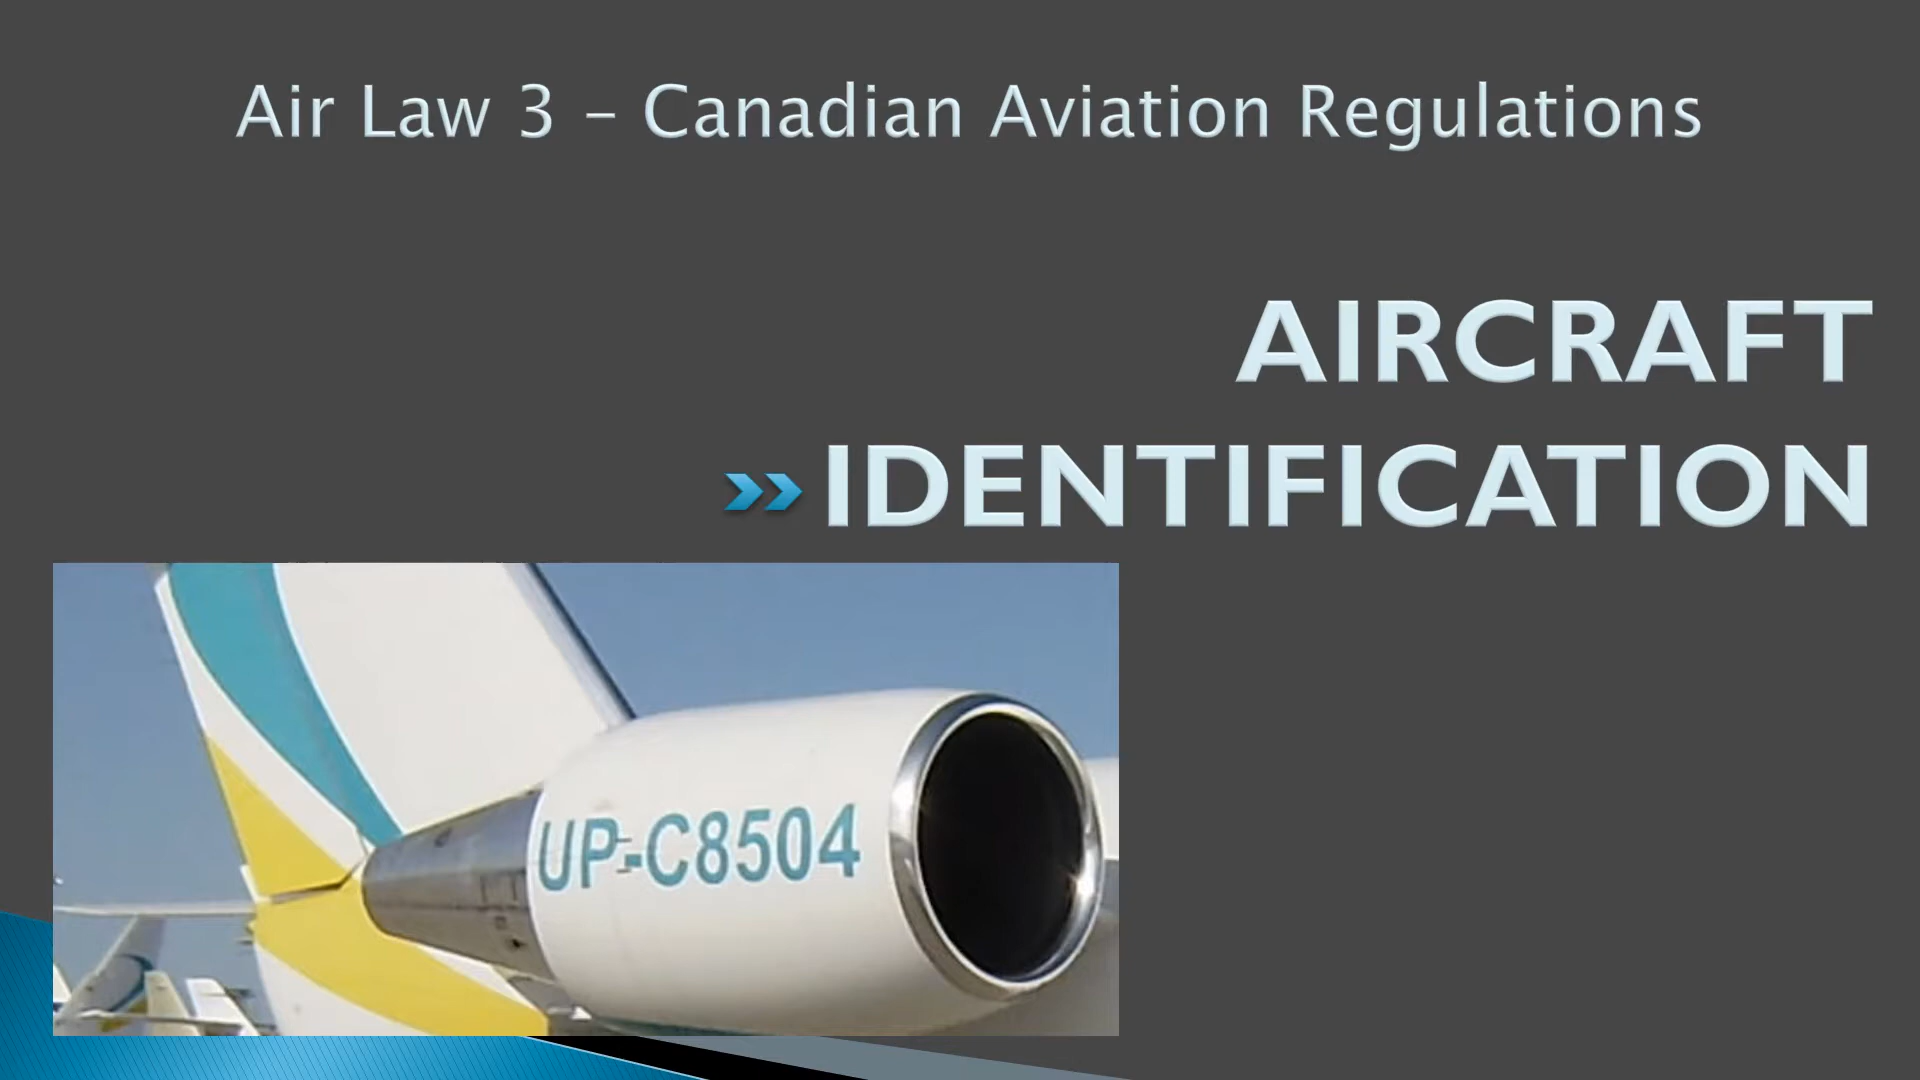 Air Law 3 – Canadian Aviation Regulations
AIRCRAFT
IDENTIFICATION
UP-C8504